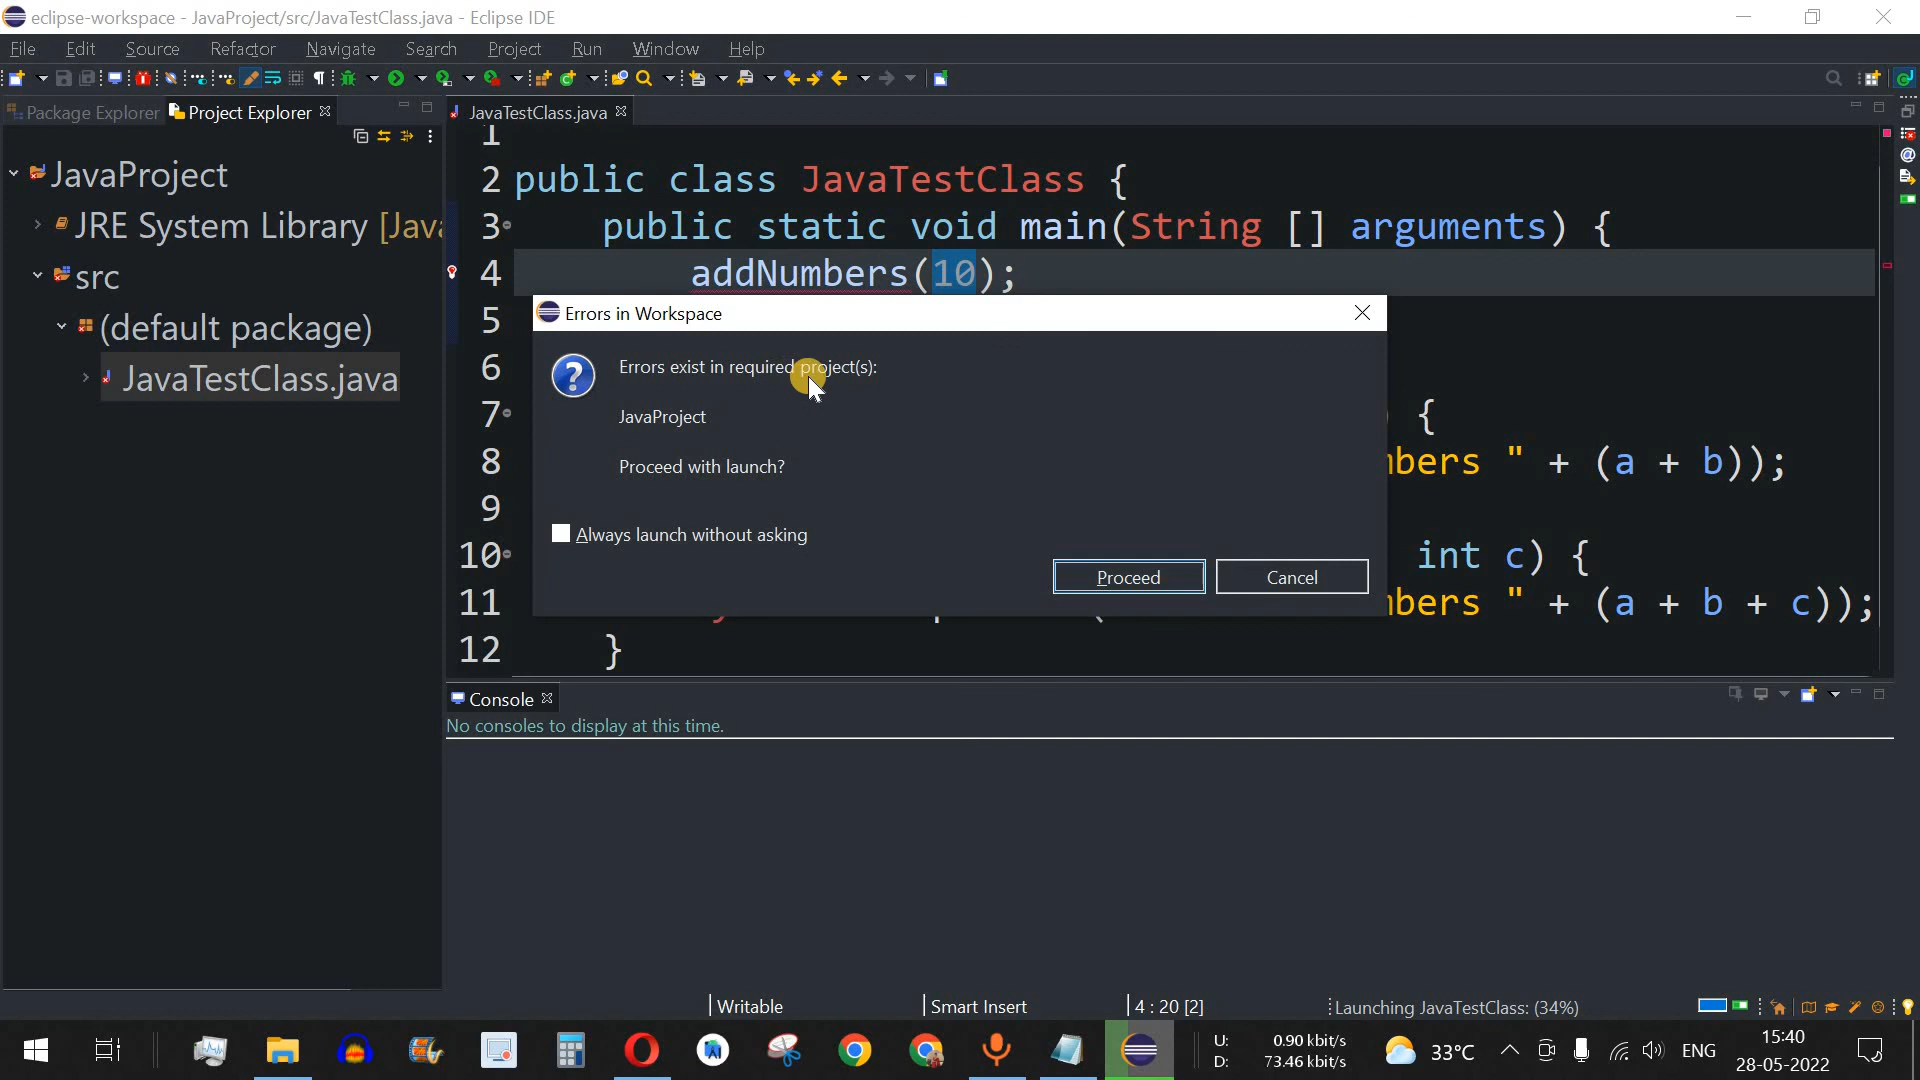 eclipse-workspace - JavaProject/src/JavaTestClass.java - Eclipse IDE
File Edit Source Refactor Navigate Search Project Run Window Help
Package Explorer Project Explorer JavaTestClass.java
JavaProject
JRE System Library [Java
src
(default package)
JavaTestClass.java
1
2 public class JavaTestClass {
3 public static void main(String [] arguments) {
4 addNumbers(10);
5
6
7 {
8 bers " + (a + b));
9
10 int c) {
11 bers " + (a + b + c));
12 }
Errors in Workspace
Errors exist in required project(s):
JavaProject
Proceed with launch?
Always launch without asking
Proceed Cancel
Console
No consoles to display at this time.
Writable Smart Insert 4 : 20 [2] Launching JavaTestClass: (34%)
U: 0.90 kbit/s
D: 73.46 kbit/s
33°C ENG
15:40
28-05-2022